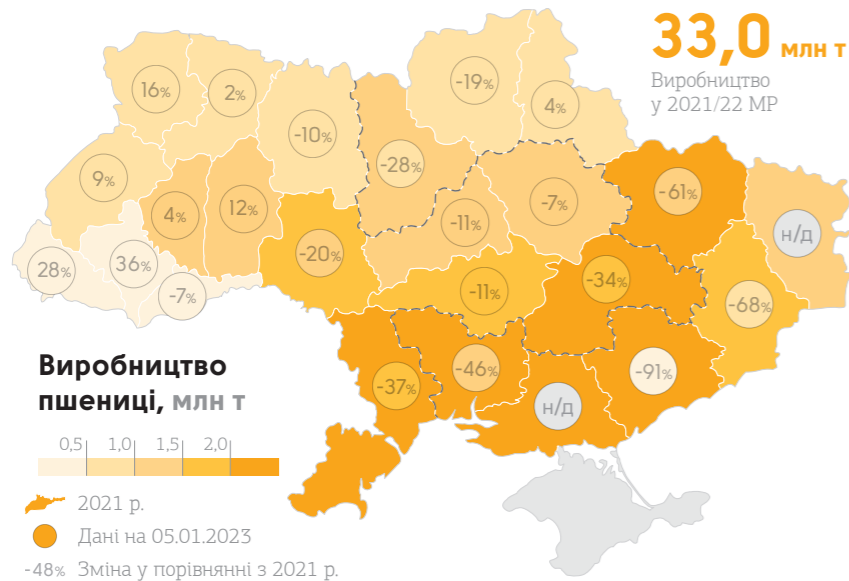 33,0 млн т
Виробництво
у 2021/22 МР
16%
2%
-19%
4%
-10%
-28%
9%
4%
12%
-11%
-7%
-61%
н/д
28%
36%
-7%
-20%
-11%
-34%
-68%
-37%
-46%
н/д
-91%
Виробництво
пшениці, млн т
0,5 1,0 1,5 2,0
2021 р.
Дані на 05.01.2023
-48% Зміна у порівнянні з 2021 р.